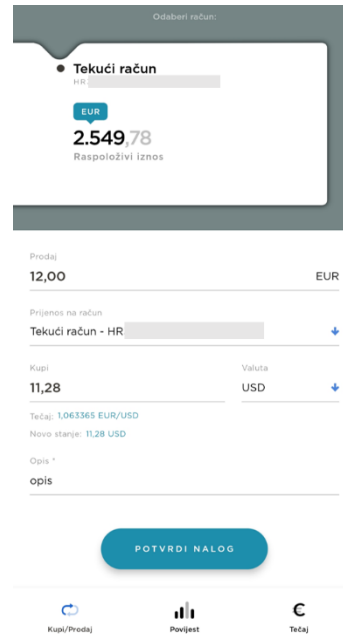 Odaberi račun:
Tekući račun
HR
EUR
2.549,78
Raspoloživi iznos
Prodaj
12,00 EUR
Prijenos na račun
Tekući račun - HR
Kupi Valuta
11,28 USD
Tečaj: 1,063365 EUR/USD
Novo stanje: 11,28 USD
Opis *
opis
POTVRDI NALOG
€
Kupi/Prodaj Povijest Tečaj